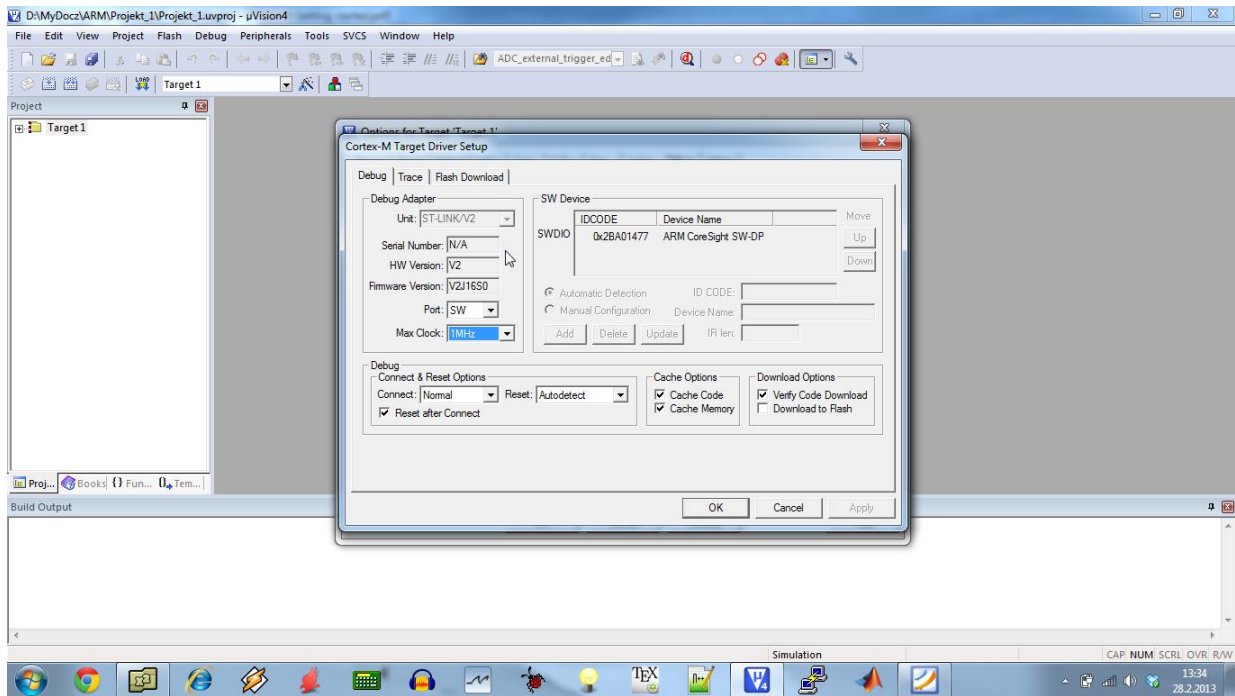 D:\MyDocz\ARM\Projekt_1\Projekt_1.uvproj - µVision4
File Edit View Project Flash Debug Peripherals Tools SVCS Window Help
ADC_external_trigger_ed
LOAD Target 1
Project
Target 1
Options for Target 'Target 1'
Cortex-M Target Driver Setup
Debug Trace Flash Download
Debug Adapter
Unit: ST-LINK/V2
Serial Number: N/A
HW Version: V2
Firmware Version: V2J16S0
Port: SW
Max Clock: 1MHz
SW Device
IDCODE Device Name Move
SWDIO 0x2BA01477 ARM CoreSight SW-DP Up
Down
Automatic Detection ID CODE:
Manual Configuration Device Name:
Add Delete Update IR len:
Debug
Connect & Reset Options
Connect: Normal Reset: Autodetect
Reset after Connect
Cache Options
Cache Code
Cache Memory
Download Options
Verify Code Download
Download to Flash
OK Cancel Apply
Proj... Books {} Fun... 0 Tem...
Build Output
Simulation CAP NUM SCRL OVR R/W
TEX
13:34
28.2.2013